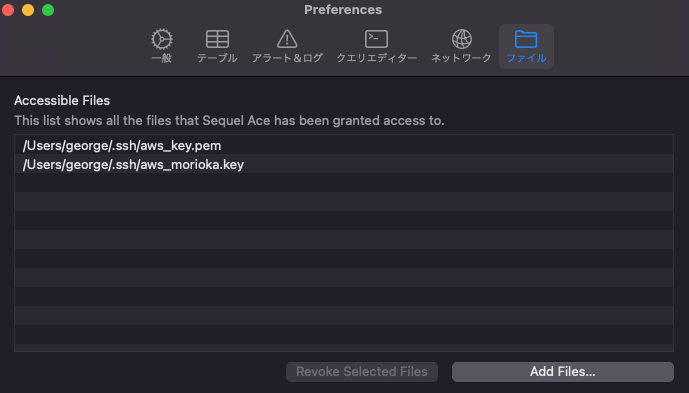 Preferences
一般
テーブル
アラート＆ログ
クエリエディター
ネットワーク
ファイル
Accessible Files
This list shows all the files that Sequel Ace has been granted access to.
/Users/george/.ssh/aws_key.pem
/Users/george/.ssh/aws_morioka.key
Revoke Selected Files
Add Files...